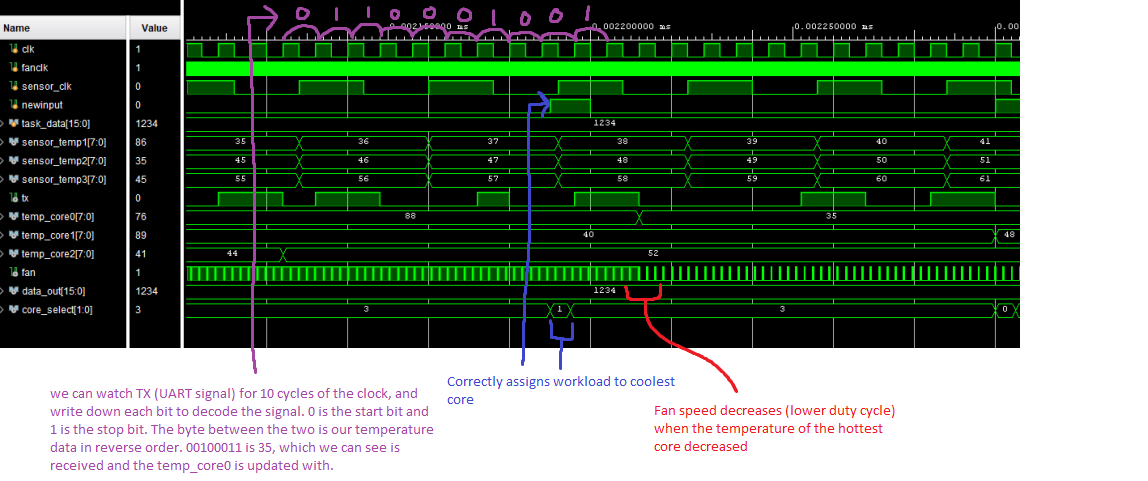 0 1 1 0 0 0 1 0 0 1
Name Value 0.002150000 ms 0.002200000 ms 0.002250000 ms 0.00
clk 1
fanclk 1
sensor_clk 0
newinput 0
task_data[15:0] 1234 1234
sensor_temp1[7:0] 86 35 36 37 38 39 40 41
sensor_temp2[7:0] 35 45 46 47 48 49 50 51
sensor_temp3[7:0] 45 55 56 57 58 59 60 61
tx 0
temp_core0[7:0] 76 88 35
temp_core1[7:0] 89 40 48
temp_core2[7:0] 41 44 52
fan 1
data_out[15:0] 1234 1234
core_select[1:0] 3 3 1 3 0
we can watch TX (UART signal) for 10 cycles of the clock, and
write down each bit to decode the signal. 0 is the start bit and
1 is the stop bit. The byte between the two is our temperature
data in reverse order. 00100011 is 35, which we can see is
received and the temp_core0 is updated with.
Correctly assigns workload to coolest
core
Fan speed decreases (lower duty cycle)
when the temperature of the hottest
core decreased